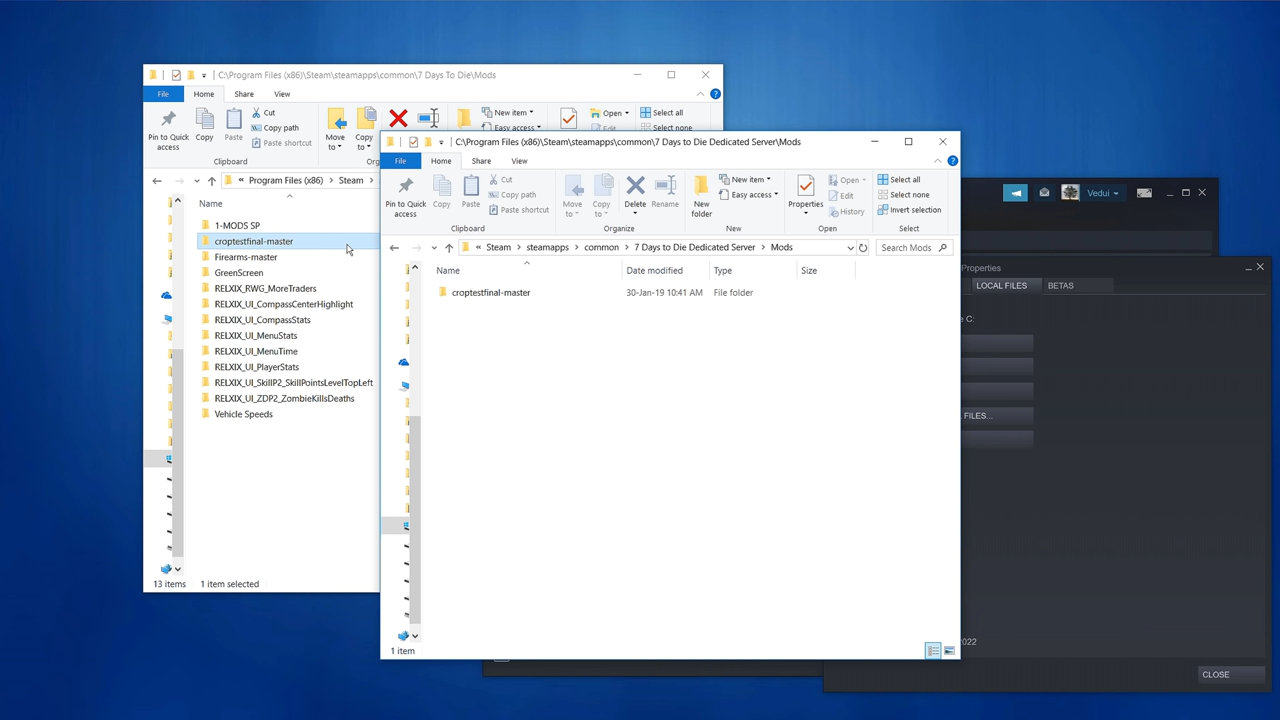 C:\Program Files (x86)\Steam\steamapps\common\7 Days To Die\Mods
File Home Share View
Pin to Quick access
Copy
Paste
Cut
Copy path
Paste shortcut
Move to
Copy to
New item
Easy access
Open
Edit
Select all
Select none
Clipboard
Org
« Program Files (x86) > Steam >
Name
1-MODS SP
croptestfinal-master
Firearms-master
GreenScreen
RELXIX_RWG_MoreTraders
RELXIX_UI_CompassCenterHighlight
RELXIX_UI_CompassStats
RELXIX_UI_MenuStats
RELXIX_UI_MenuTime
RELXIX_UI_PlayerStats
RELXIX_UI_SkillP2_SkillPointsLevelTopLeft
RELXIX_UI_ZDP2_ZombieKillsDeaths
Vehicle Speeds
13 items 1 item selected
C:\Program Files (x86)\Steam\steamapps\common\7 Days to Die Dedicated Server\Mods
File Home Share View
Pin to Quick access
Copy
Paste
Cut
Copy path
Paste shortcut
Move to
Copy to
Delete
Rename
New folder
New item
Easy access
Properties
Open
Edit
History
Select all
Select none
Invert selection
Clipboard Organize New Open Select
« Steam > steamapps > common > 7 Days to Die Dedicated Server > Mods
Search Mods
Name Date modified Type Size
croptestfinal-master 30-Jan-19 10:41 AM File folder
1 item
Vedui
Properties
LOCAL FILES BETAS
e C:
FILES...
2022
CLOSE